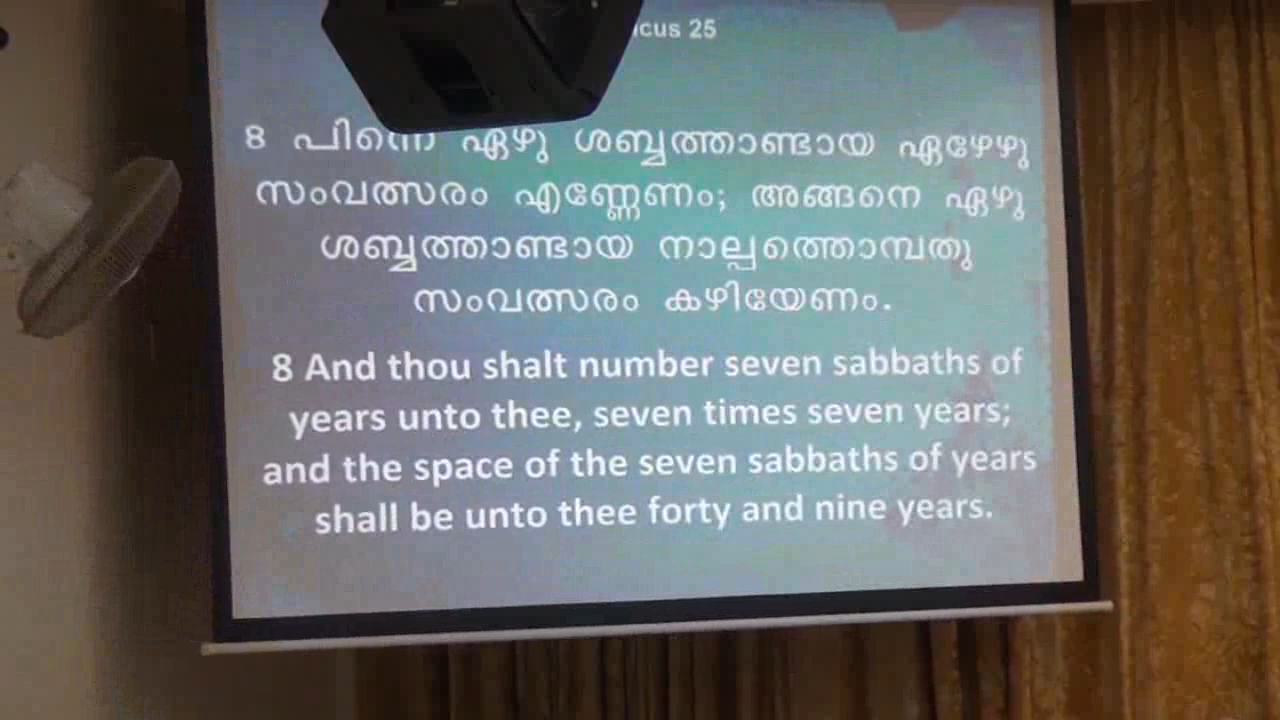 icus 25
8 പിന്നെ ഏഴു ശബ്ബത്താണ്ടായ ഏഴേഴു
സംവത്സരം എണ്ണേണം; അങ്ങനെ ഏഴു
ശബ്ബത്താണ്ടായ നാല്പത്തൊമ്പതു
സംവത്സരം കഴിയേണം.
8 And thou shalt number seven sabbaths of
years unto thee, seven times seven years;
and the space of the seven sabbaths of years
shall be unto thee forty and nine years.